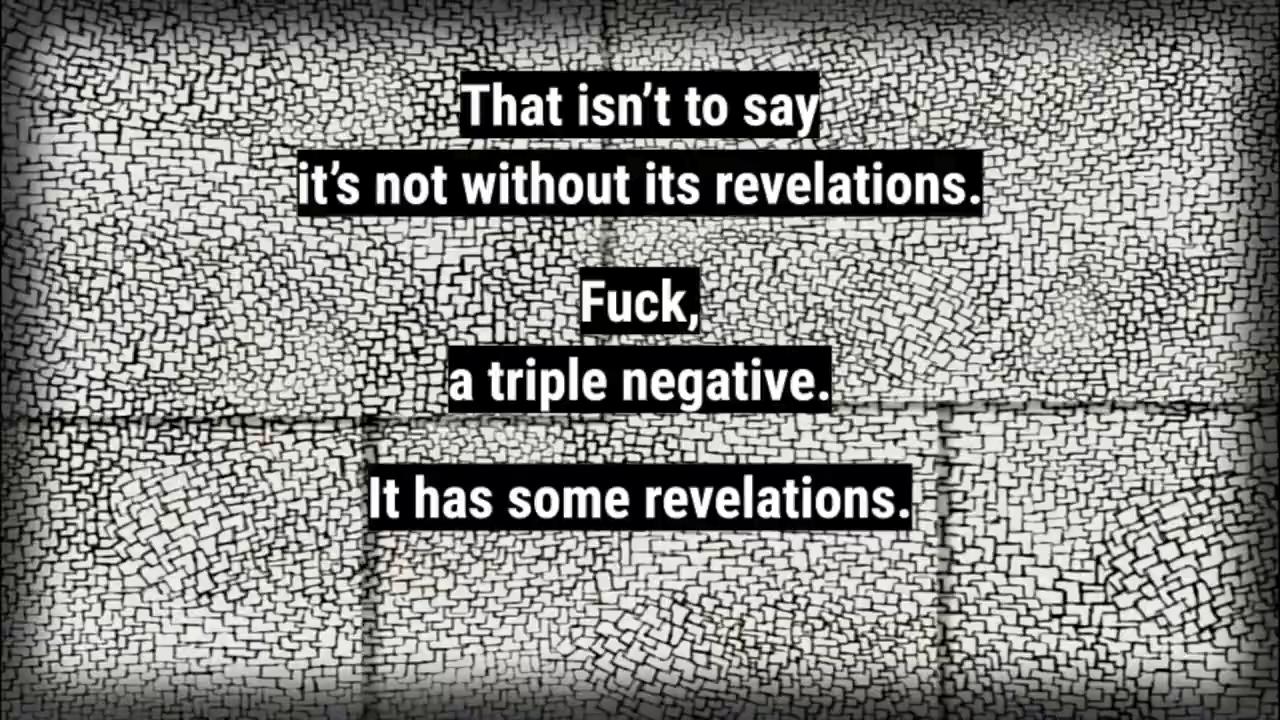 That isn’t to say
it’s not without its revelations.
Fuck,
a triple negative.
It has some revelations.